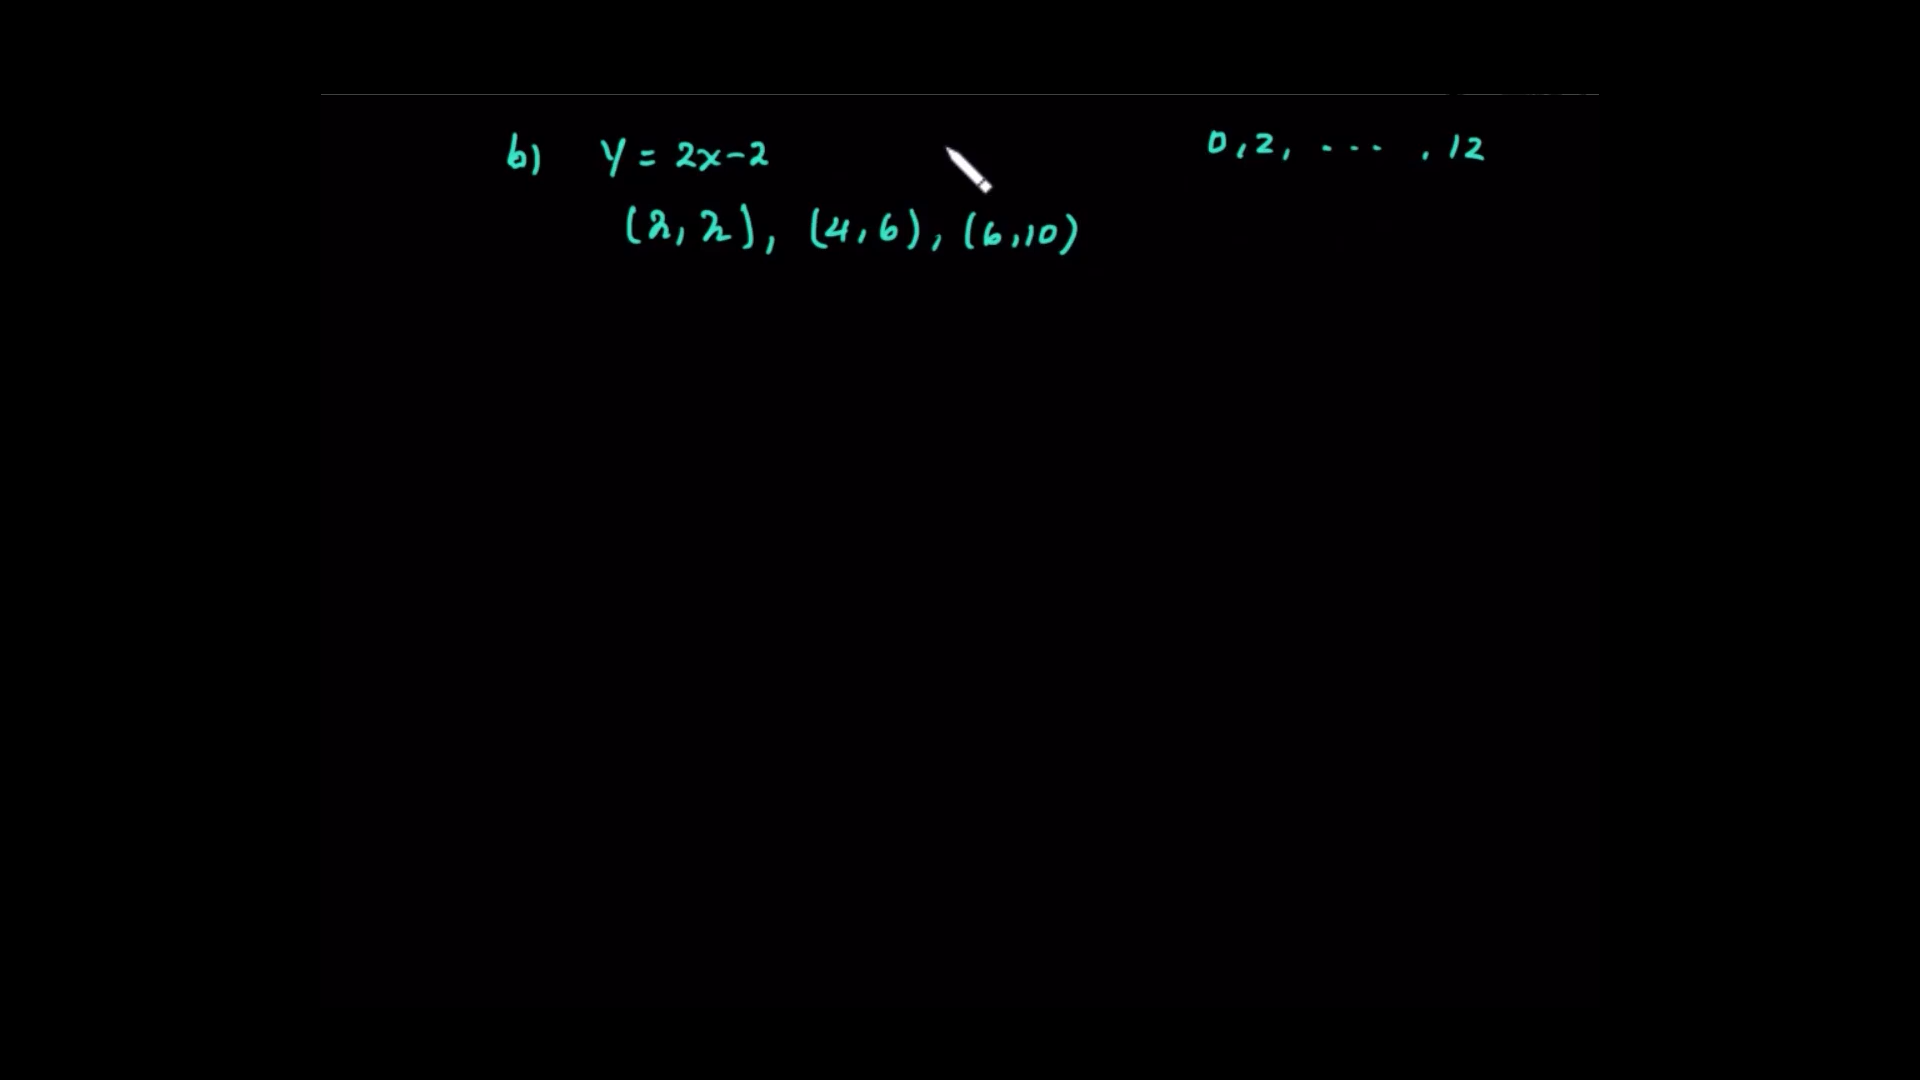 b) y = 2x-2 0,2, ... , 12
(2, 2), (4,6), (6,10)